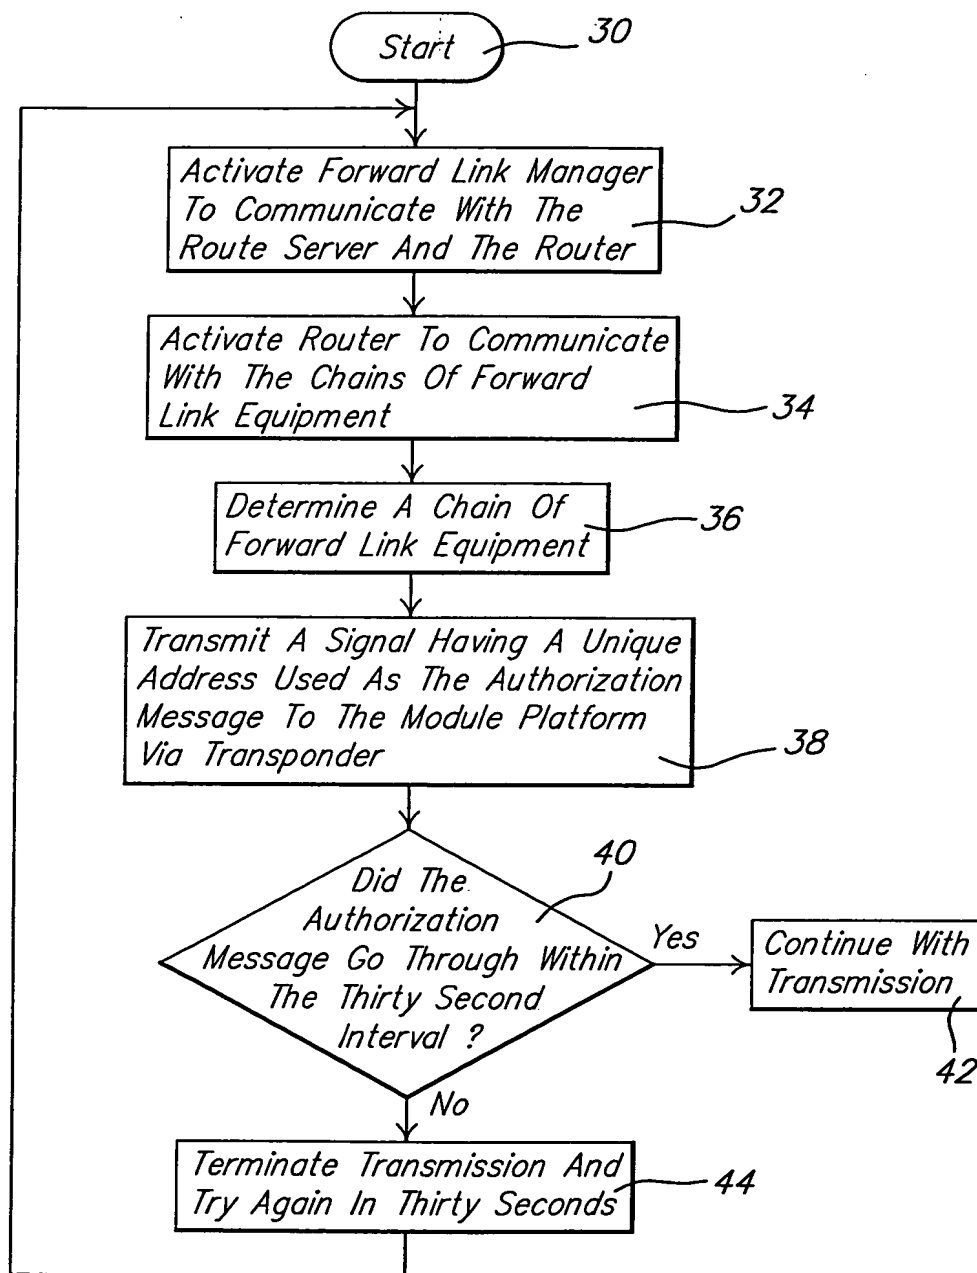 Start
30
Activate Forward Link Manager
To Communicate With The
Route Server And The Router
32
Activate Router To Communicate
With The Chains Of Forward
Link Equipment
34
Determine A Chain Of
Forward Link Equipment
36
Transmit A Signal Having A Unique
Address Used As The Authorization
Message To The Module Platform
Via Transponder
38
Did The
Authorization
Message Go Through Within
The Thirty Second
Interval ?
40
Yes
Continue With
Transmission
42
No
Terminate Transmission And
Try Again In Thirty Seconds
44